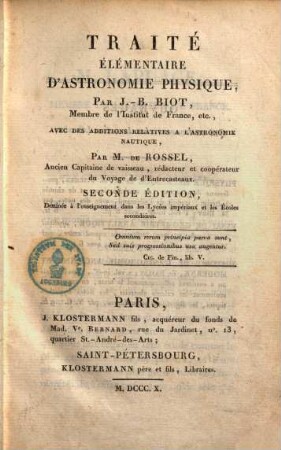 TRAITÉ
ÉLÉMENTAIRE
D'ASTRONOMIE PHYSIQUE,
PAR J.-B. BIOT,
Membre de l'Institut de France, etc.,
AVEC DES ADDITIONS RELATIVES A L'ASTRONOMIE
NAUTIQUE,
PAR M. DE ROSSEL,
Ancien Capitaine de vaisseau, rédacteur et coopérateur
du Voyage de d'Entrecasteaux.
SECONDE ÉDITION,
Destinée à l'enseignement dans les Lycées impériaux et les Écoles
secondaires.
Omnium rerum principia parva sunt,
Sed suis progressionibus usa augentur.
CIC. de Fin., lib. V.
PARIS,
J. KLOSTERMANN fils, acquéreur du fonds de
Mad. Ve. BERNARD, rue du Jardinet, n°. 13,
quartier St.-André-des-Arts;
SAINT-PÉTERSBOURG,
KLOSTERMANN père et fils, Libraires.
M. DCCC. X.